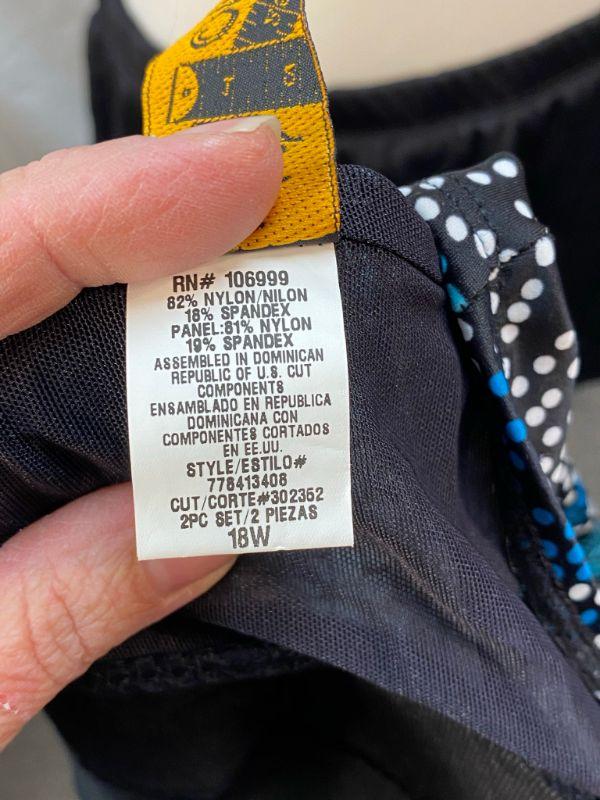 RN# 106999
82% NYLON/NILON
18% SPANDEX
PANEL:81% NYLON
19% SPANDEX
ASSEMBLED IN DOMINICAN
REPUBLIC OF U.S. CUT
COMPONENTS
ENSAMBLADO EN REPUBLICA
DOMINICANA CON
COMPONENTES CORTADOS
EN EE.UU.
STYLE/ESTILO#
778413408
CUT/CORTE#302352
2PC SET/2 PIEZAS
18W